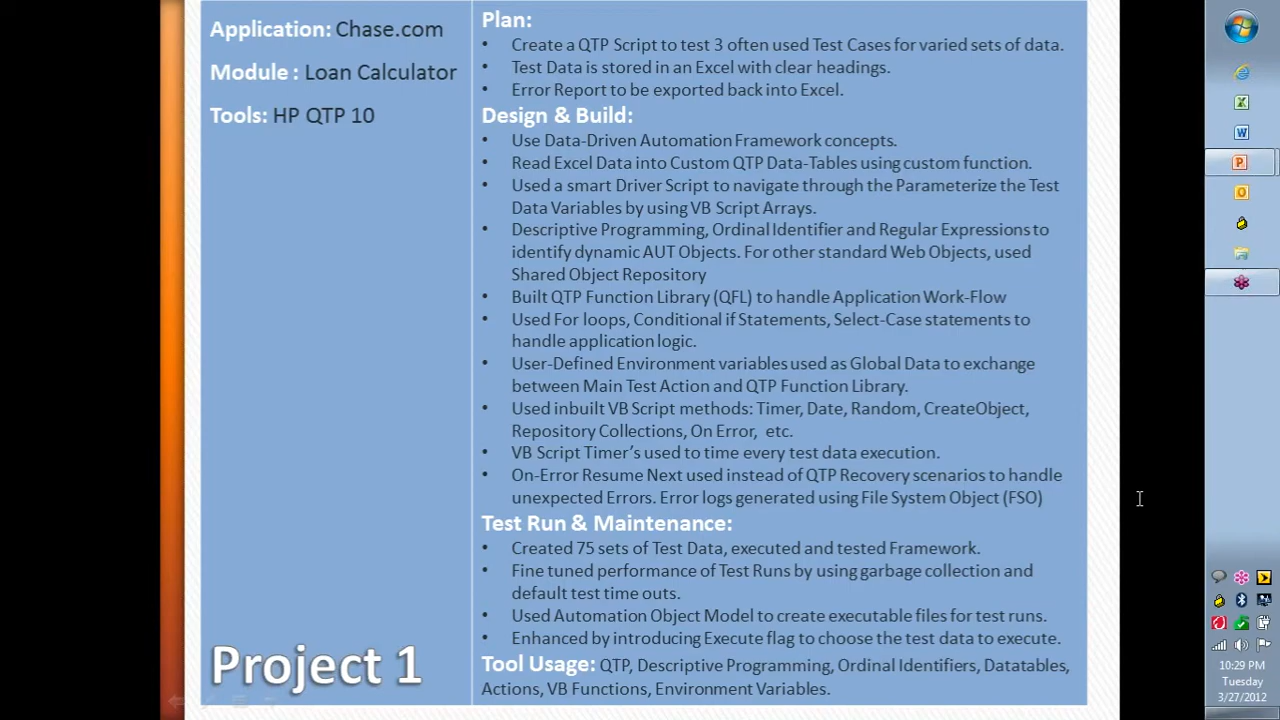 Application: Chase.com
Module : Loan Calculator
Tools: HP QTP 10
Project 1
Plan:
• Create a QTP Script to test 3 often used Test Cases for varied sets of data.
• Test Data is stored in an Excel with clear headings.
• Error Report to be exported back into Excel.
Design & Build:
• Use Data-Driven Automation Framework concepts.
• Read Excel Data into Custom QTP Data-Tables using custom function.
• Used a smart Driver Script to navigate through the Parameterize the Test
Data Variables by using VB Script Arrays.
• Descriptive Programming, Ordinal Identifier and Regular Expressions to
identify dynamic AUT Objects. For other standard Web Objects, used
Shared Object Repository
• Built QTP Function Library (QFL) to handle Application Work-Flow
• Used For loops, Conditional if Statements, Select-Case statements to
handle application logic.
• User-Defined Environment variables used as Global Data to exchange
between Main Test Action and QTP Function Library.
• Used inbuilt VB Script methods: Timer, Date, Random, CreateObject,
Repository Collections, On Error, etc.
• VB Script Timer's used to time every test data execution.
• On-Error Resume Next used instead of QTP Recovery scenarios to handle
unexpected Errors. Error logs generated using File System Object (FSO)
Test Run & Maintenance:
• Created 75 sets of Test Data, executed and tested Framework.
• Fine tuned performance of Test Runs by using garbage collection and
default test time outs.
• Used Automation Object Model to create executable files for test runs.
• Enhanced by introducing Execute flag to choose the test data to execute.
Tool Usage: QTP, Descriptive Programming, Ordinal Identifiers, Datatables,
Actions, VB Functions, Environment Variables.
10:29 PM
Tuesday
3/27/2012